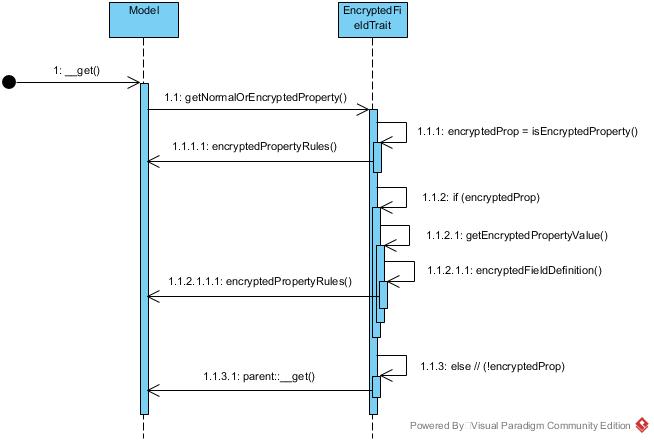 Model
EncryptedFi
eldTrait
1: __get()
1.1: getNormalOrEncryptedProperty()
1.1.1: encryptedProp = isEncryptedProperty()
1.1.1.1: encryptedPropertyRules()
1.1.2: if (encryptedProp)
1.1.2.1: getEncryptedPropertyValue()
1.1.2.1.1: encryptedFieldDefinition()
1.1.2.1.1.1: encryptedPropertyRules()
1.1.3: else // (!encryptedProp)
1.1.3.1: parent::__get()
Powered By Visual Paradigm Community Edition